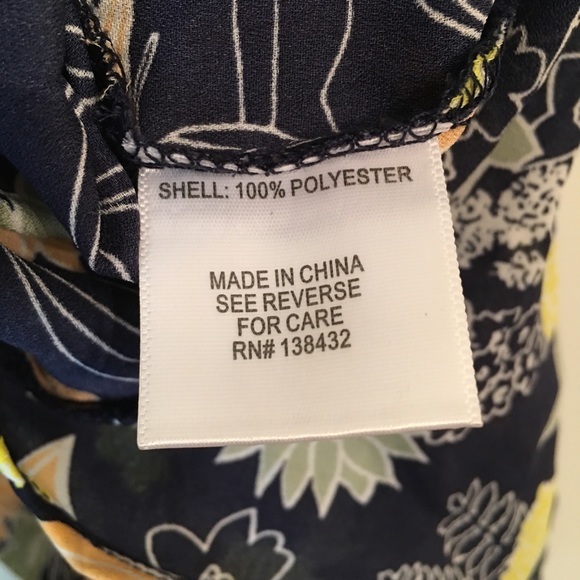 SHELL: 100% POLYESTER
MADE IN CHINA
SEE REVERSE
FOR CARE
RN# 138432